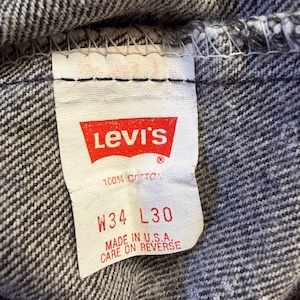 LEVI'S
®
100% COTTON
W34 L30
MADE IN U.S.A.
CARE ON REVERSE